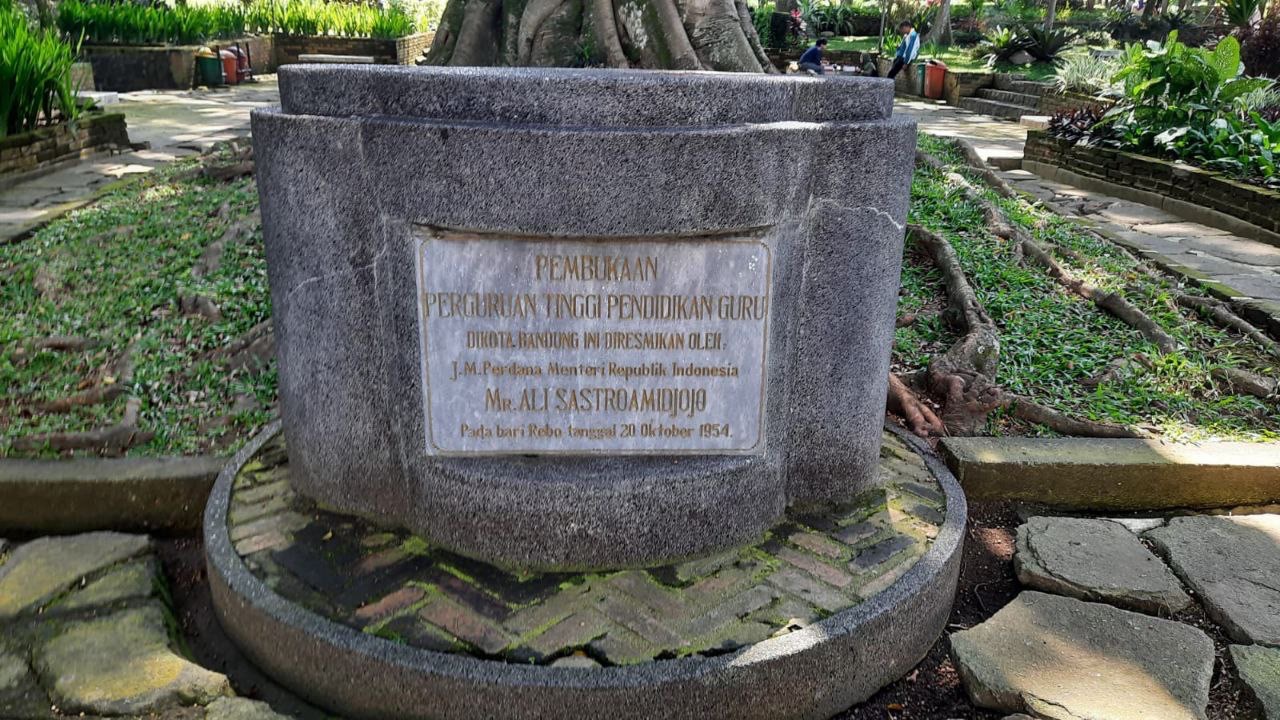 PEMBUKAAN
PERGURUAN TINGGI PENDIDIKAN GURU
DIKOTA BANDUNG INI DIRESMIKAN OLEH.
J.M.Perdana Menteri Republik Indonesia
MR.ALI SASTROAMIDJOJO
Pada hari Rebo tanggal 20 Oktober 1954.